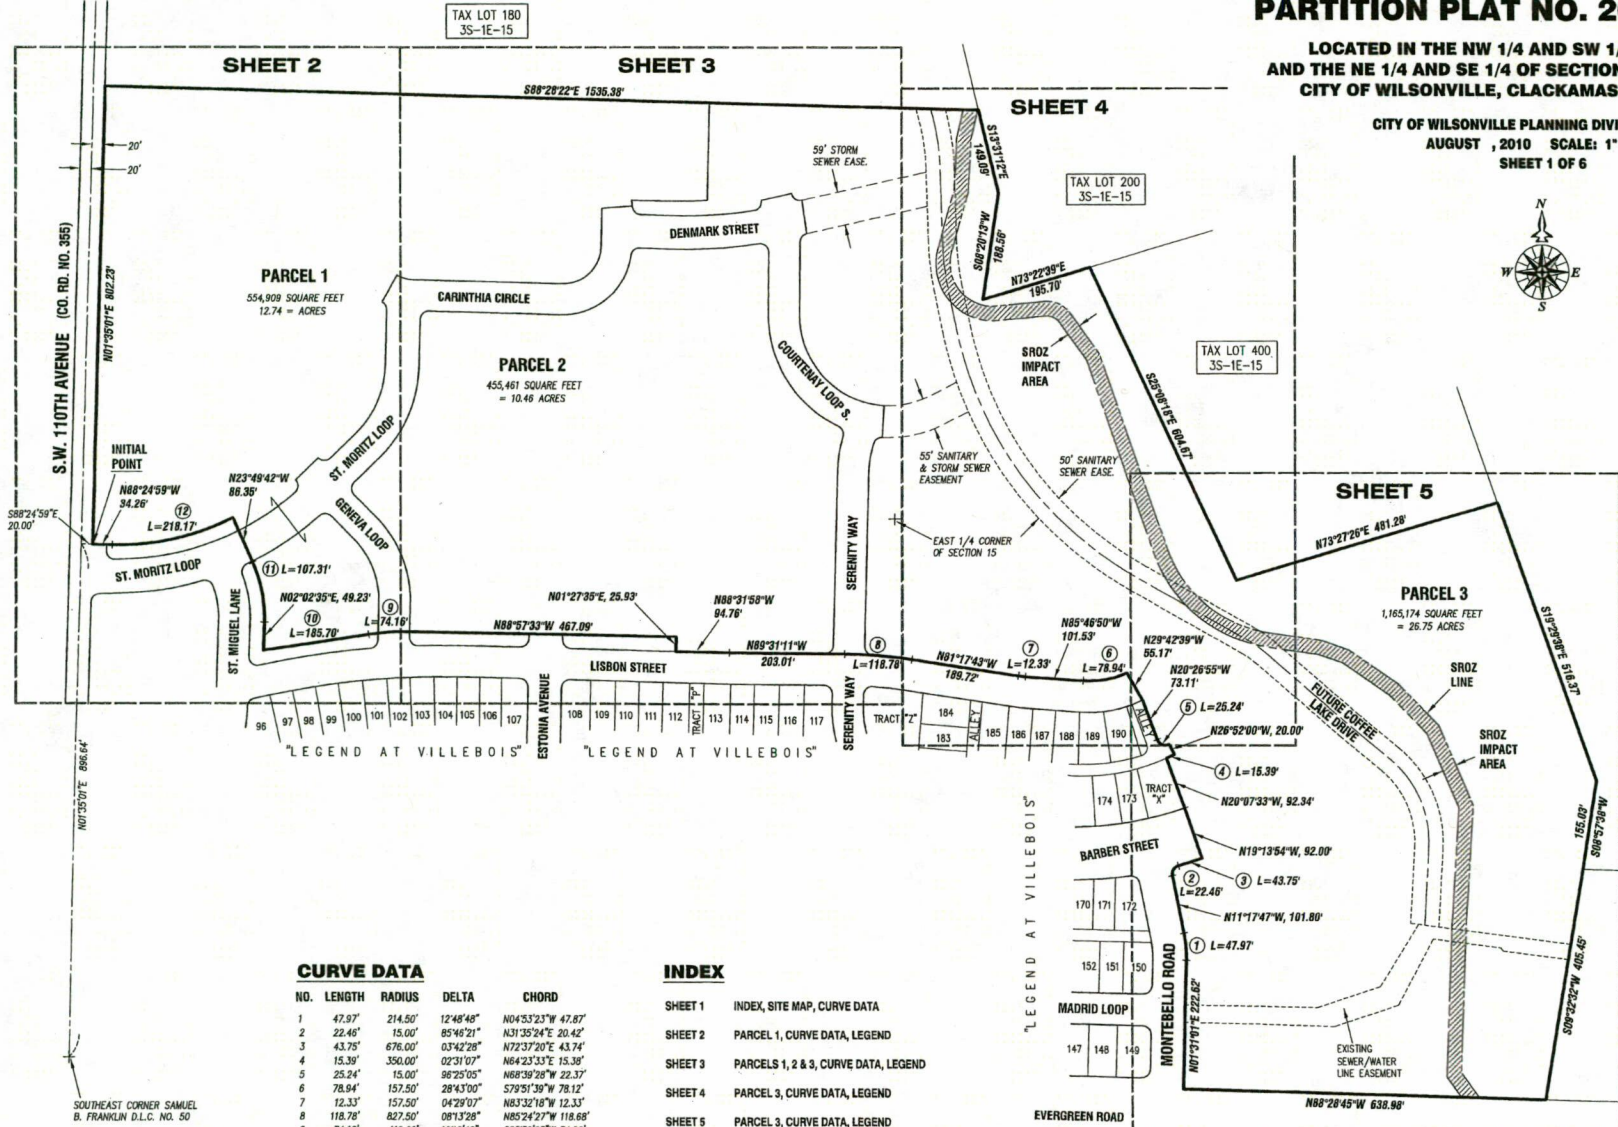 TAX LOT 180
3S-1E-15
PARTITION PLAT NO. 2
LOCATED IN THE NW 1/4 AND SW 1/
AND THE NE 1/4 AND SE 1/4 OF SECTION
CITY OF WILSONVILLE, CLACKAMAS
CITY OF WILSONVILLE PLANNING DIVI
AUGUST , 2010 SCALE: 1"
SHEET 1 OF 6
SHEET 2
SHEET 3
SHEET 4
S88°28'22"E 1535.38'
20'
20'
59' STORM
SEWER EASE.
S13°31'12"E
149.09'
TAX LOT 200
3S-1E-15
N
W E
S
S.W. 110TH AVENUE (CO. RD. NO. 355)
N01°35'01"E 802.23'
DENMARK STREET
S08°20'13"W
188.56'
N73°22'39"E
195.70'
PARCEL 1
554,909 SQUARE FEET
12.74 = ACRES
CARINTHIA CIRCLE
PARCEL 2
455,461 SQUARE FEET
= 10.46 ACRES
COURTENAY LOOP S.
SROZ
IMPACT
AREA
TAX LOT 400
3S-1E-15
S25°08'18"E 604.67'
ST. MORITZ LOOP
INITIAL
POINT
N88°24'59"W
34.26'
N23°49'42"W
86.35'
S88°24'59"E
20.00'
12
L=218.17'
GENEVA LOOP
55' SANITARY
& STORM SEWER
EASEMENT
50' SANITARY
SEWER EASE.
SHEET 5
N73°27'26"E 481.28'
EAST 1/4 CORNER
OF SECTION 15
SERENITY WAY
ST. MORITZ LOOP
11 L=107.31'
ST. MIGUEL LANE
N02°02'35"E, 49.23'
10
L=185.70'
9
L=74.16'
N01°27'35"E, 25.93'
N88°31'58"W
94.76'
N88°57'33"W 467.09'
N89°31'11"W
203.01'
8
L=118.78'
LISBON STREET
N81°17'43"W
189.72'
7
L=12.33'
N85°46'50"W
101.53'
6
L=78.94'
N29°42'39"W
55.17'
N20°26'55"W
73.11'
5 L=25.24'
N26°52'00"W, 20.00'
4 L=15.39'
N20°07'33"W, 92.34'
N19°13'54"W, 92.00'
3 L=43.75'
2
L=22.46'
N11°17'47"W, 101.80'
1 L=47.97'
PARCEL 3
1,165,174 SQUARE FEET
= 26.75 ACRES
S19°29'38"E 516.37'
SROZ
LINE
FUTURE COFFEE
LAKE DRIVE
SROZ
IMPACT
AREA
155.03'
S08°57'38"W
96 97 98 99 100 101 102 103 104 105 106 107
ESTONIA AVENUE
108 109 110 111 112 TRACT "P" 113 114 115 116 117
SERENITY WAY
TRACT "Z"
184
183
ALLEY
185 186 187 188 189 190
ALLEY
"LEGEND AT VILLEBOIS"
"LEGEND AT VILLEBOIS"
"LEGEND AT VILLEBOIS"
174 173
TRACT
"X"
BARBER STREET
170 171 172
152 151 150
MADRID LOOP
147 148 149
MONTEBELLO ROAD
N01°31'01"E 222.62'
EVERGREEN ROAD
EXISTING
SEWER/WATER
LINE EASEMENT
S09°32'32"W 405.45'
N88°28'45"W 638.98'
N01°35'01"E 896.64'
SOUTHEAST CORNER SAMUEL
B. FRANKLIN D.L.C. NO. 50
CURVE DATA
NO. LENGTH RADIUS DELTA CHORD
1 47.97' 214.50' 12°48'48" N04°53'23"W 47.87'
2 22.46' 15.00' 85°46'21" N31°35'24"E 20.42'
3 43.75' 676.00' 03°42'28" N72°37'20"E 43.74'
4 15.39' 350.00' 02°31'07" N64°23'33"E 15.38'
5 25.24' 15.00' 96°25'05" N68°39'28"W 22.37'
6 78.94' 157.50' 28°43'00" S79°51'39"W 78.12'
7 12.33' 157.50' 04°29'07" N83°32'18"W 12.33'
8 118.78' 827.50' 08°13'28" N85°24'27"W 118.68'
INDEX
SHEET 1 INDEX, SITE MAP, CURVE DATA
SHEET 2 PARCEL 1, CURVE DATA, LEGEND
SHEET 3 PARCELS 1, 2 & 3, CURVE DATA, LEGEND
SHEET 4 PARCEL 3, CURVE DATA, LEGEND
SHEET 5 PARCEL 3, CURVE DATA, LEGEND